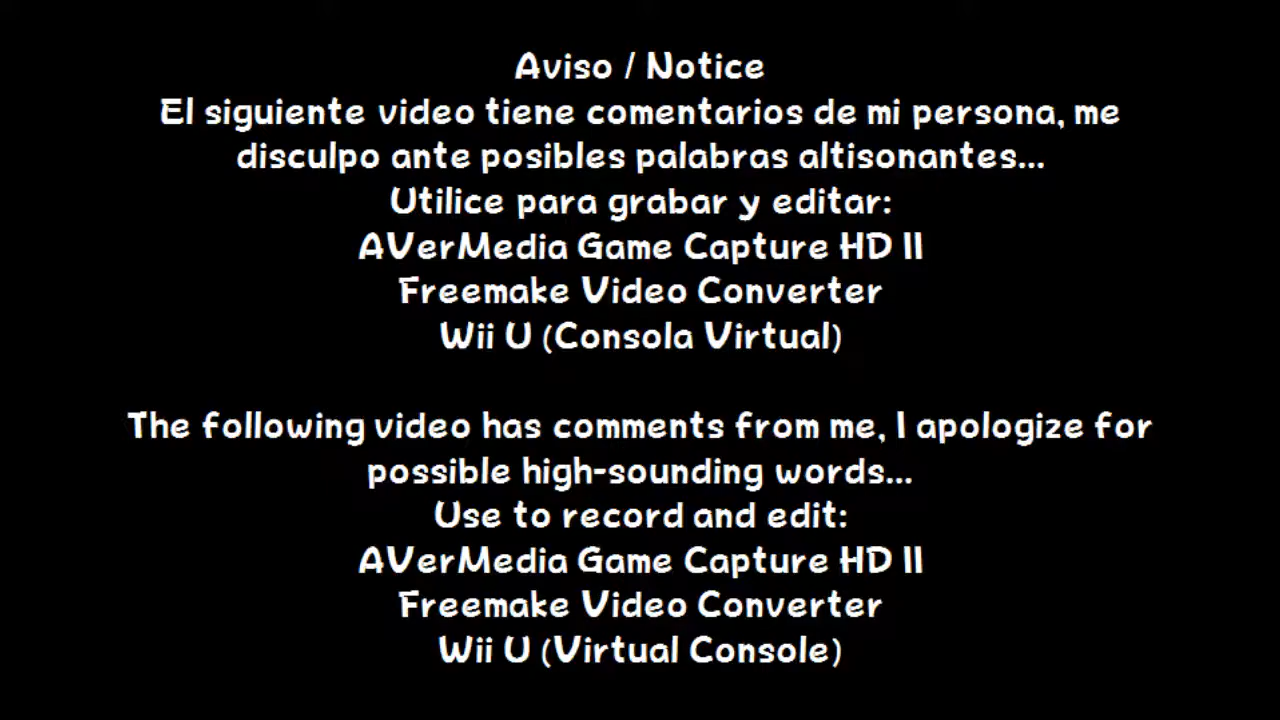 Aviso / Notice
El siguiente video tiene comentarios de mi persona, me
disculpo ante posibles palabras altisonantes...
Utilice para grabar y editar:
AVerMedia Game Capture HD II
Freemake Video Converter
Wii U (Consola Virtual)
The following video has comments from me, I apologize for
possible high-sounding words...
Use to record and edit:
AVerMedia Game Capture HD II
Freemake Video Converter
Wii U (Virtual Console)